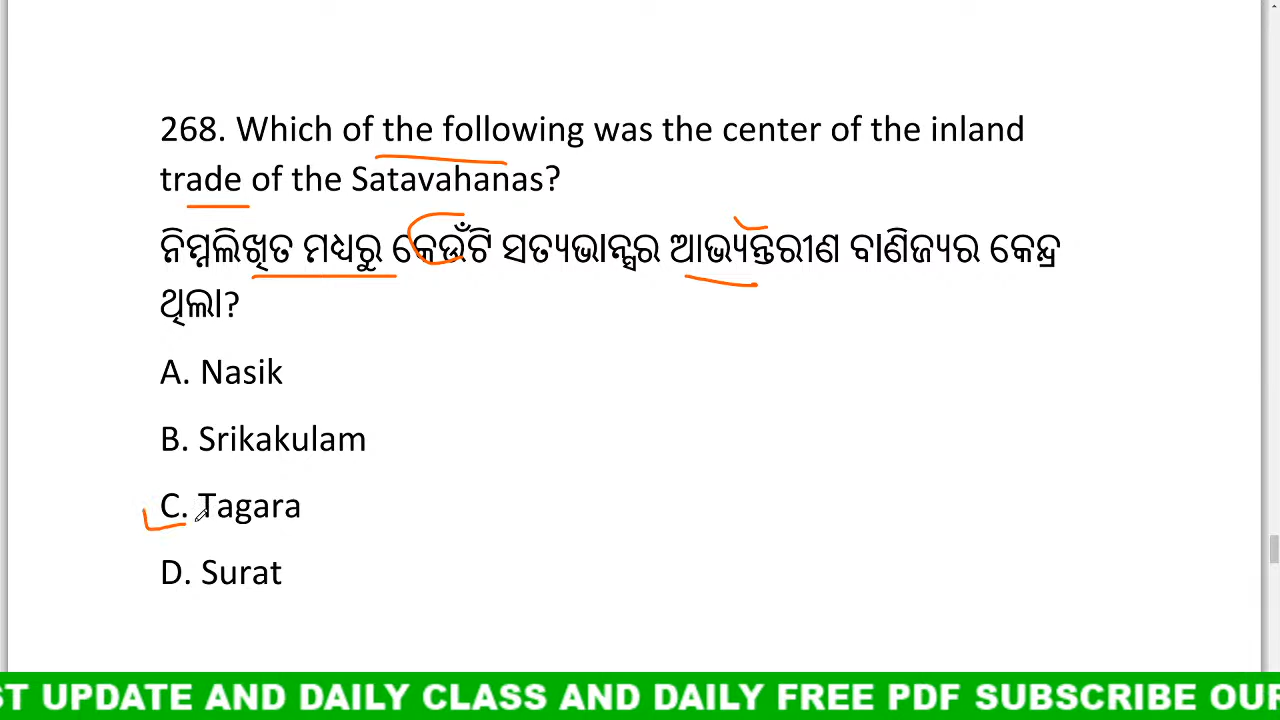 268. Which of the following was the center of the inland
trade of the Satavahanas?
ନିମ୍ନଲିଖିତ ମଧ୍ୟରୁ କେଉଁଟି ସତ୍ୟଭାନ୍ସର ଆଭ୍ୟନ୍ତରୀଣ ବାଣିଜ୍ୟର କେନ୍ଦ୍ର
ଥିଲା?
A. Nasik
B. Srikakulam
C. Tagara
D. Surat
ST UPDATE AND DAILY CLASS AND DAILY FREE PDF SUBSCRIBE OUR